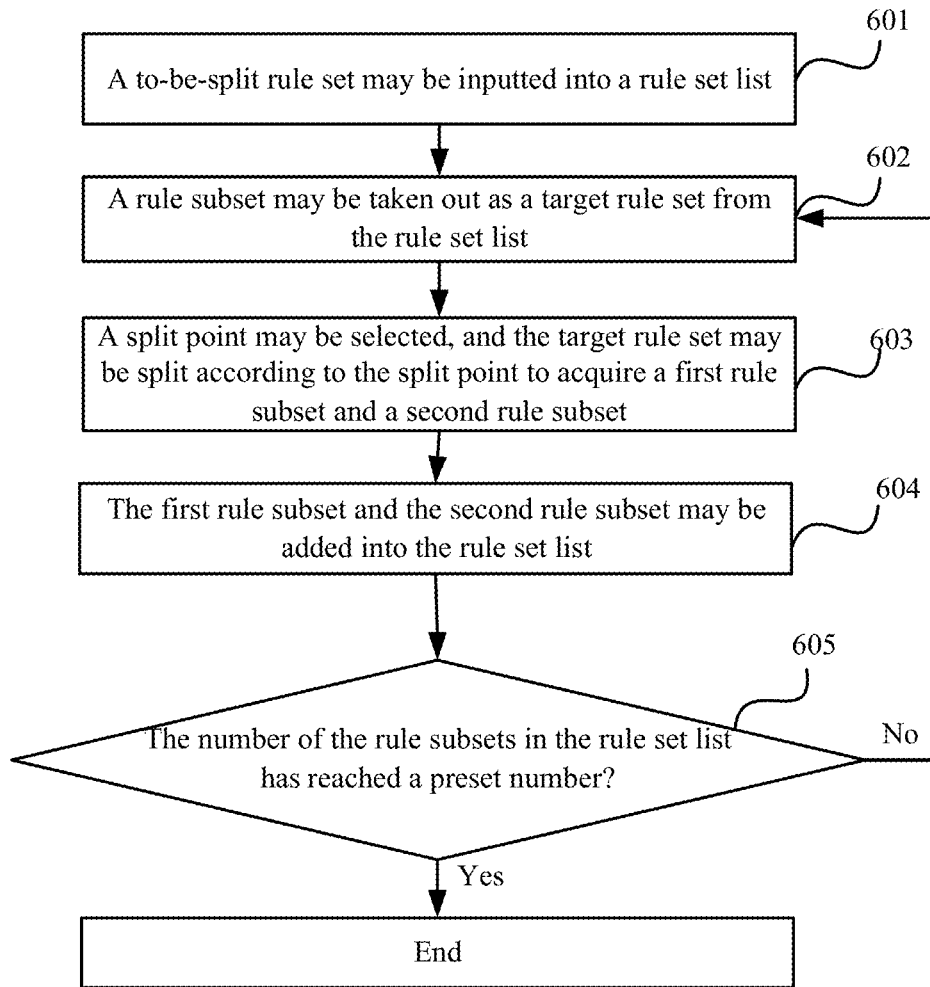 601
A to-be-split rule set may be inputted into a rule set list
602
A rule subset may be taken out as a target rule set from
the rule set list
603
A split point may be selected, and the target rule set may
be split according to the split point to acquire a first rule
subset and a second rule subset
604
The first rule subset and the second rule subset may be
added into the rule set list
605
The number of the rule subsets in the rule set list
has reached a preset number?
No
Yes
End